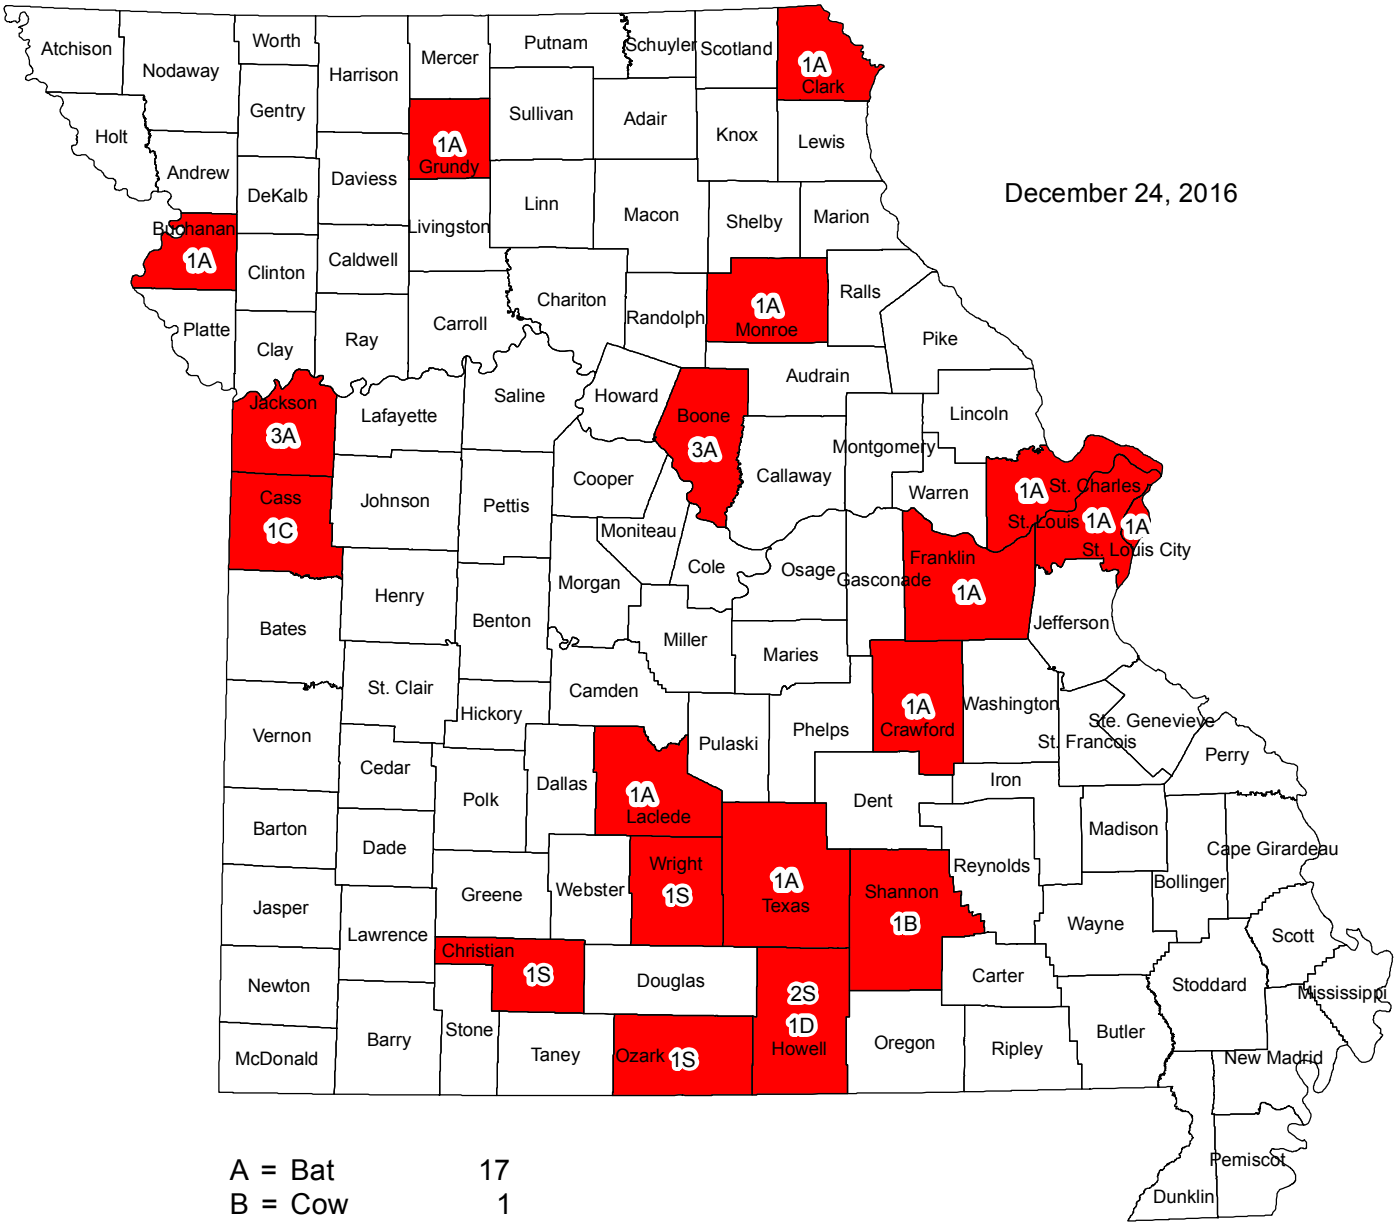 Atchison
Nodaway
Worth
Harrison
Mercer
Putnam
Schuyler
Scotland
1A
Clark
Gentry
Sullivan
Adair
Knox
Lewis
Holt
Andrew
DeKalb
Daviess
1A
Grundy
Livingston
Linn
Macon
Shelby
Marion
December 24, 2016
Buchanan
1A
Clinton
Caldwell
Chariton
Randolph
1A
Monroe
Ralls
Pike
Platte
Clay
Ray
Carroll
Audrain
Jackson
3A
Lafayette
Saline
Howard
Boone
3A
Callaway
Montgomery
Lincoln
Warren
1A
St. Charles
St. Louis
1A
1A
St. Louis City
Cass
1C
Johnson
Pettis
Cooper
Moniteau
Cole
Osage
Gasconade
Franklin
1A
Jefferson
Bates
Henry
Benton
Morgan
Miller
Maries
St. Clair
Hickory
Camden
Pulaski
Phelps
1A
Crawford
Washington
St. Francois
Ste. Genevieve
Perry
Vernon
Cedar
Polk
Dallas
1A
Laclede
Dent
Iron
Madison
Cape Girardeau
Barton
Dade
Greene
Webster
Wright
1S
1A
Texas
Shannon
1B
Reynolds
Bollinger
Wayne
Scott
Jasper
Lawrence
Christian
1S
Douglas
2S
1D
Howell
Carter
Stoddard
Mississippi
Newton
McDonald
Barry
Stone
Taney
Ozark
1S
Oregon
Ripley
Butler
New Madrid
Pemiscot
Dunklin
A = Bat 17
B = Cow 1